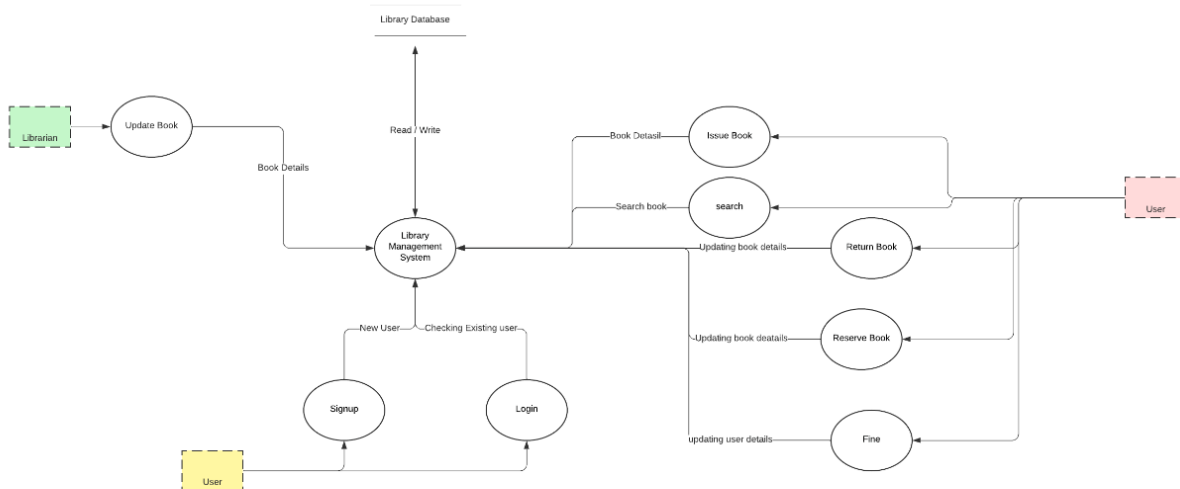 Library Database
Read / Write
Librarian
Update Book
Book Details
Library
Management
System
Book Detasil
Issue Book
Search book
search
User
Updating book details
Return Book
Updating book deatails
Reserve Book
updating user details
Fine
New User
Checking Existing user
Signup
Login
User